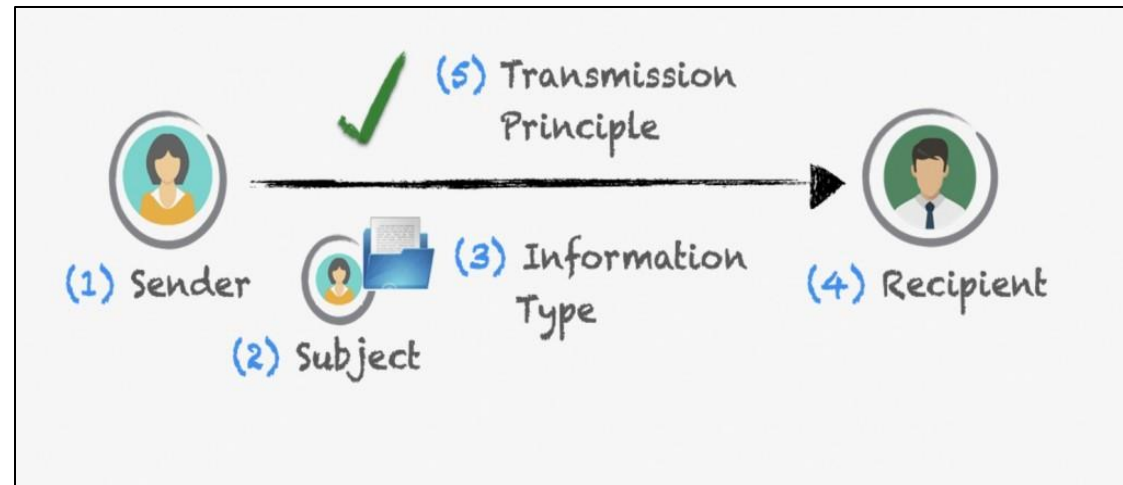 (5) Transmission
Principle
(1) Sender
(2) Subject
(3) Information
Type
(4) Recipient